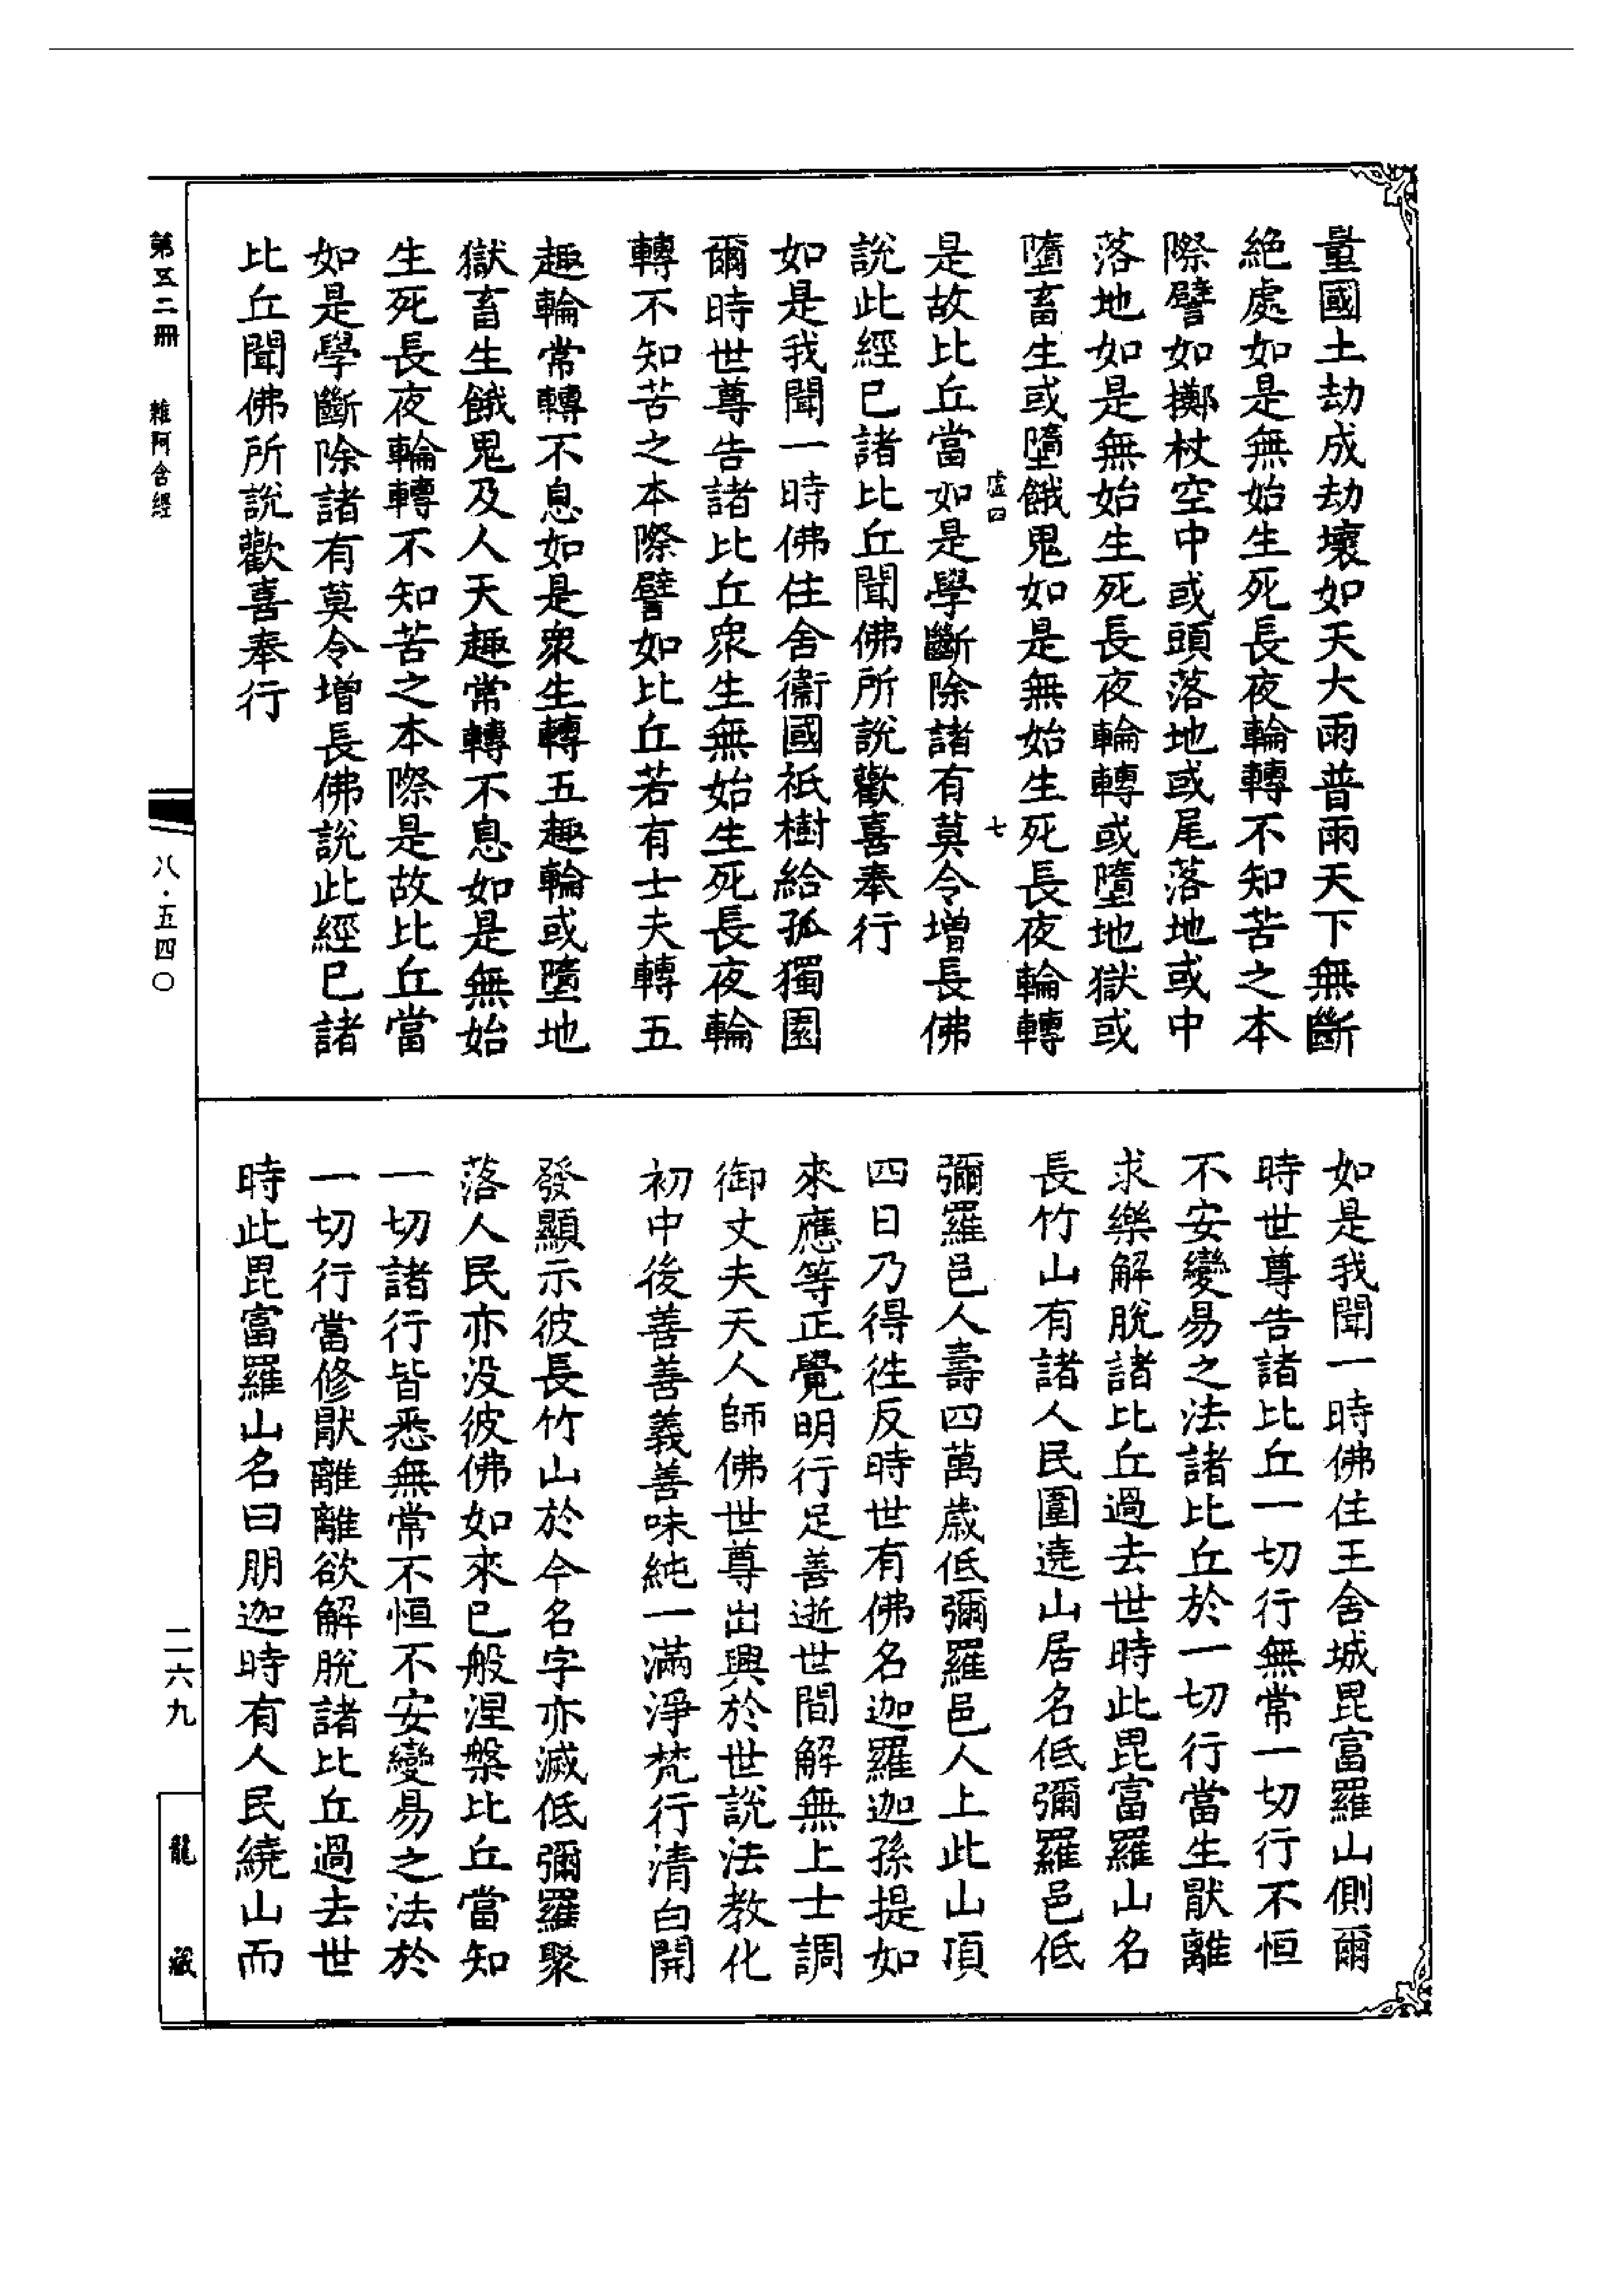 量國土劫成劫壞如天大雨普雨天下無斷
絕處如是無始生死長夜輪轉不知苦之本
際譬如擲杖空中或頭落地或尾落地或中
落地如是無始生死長夜輪轉或墮地獄或
墮畜生或墮餓鬼如是無始生死長夜輪轉
虛四 七
是故比丘當如是學斷除諸有莫令增長佛
說此經已諸比丘聞佛所說歡喜奉行
如是我聞一時佛住舍衞國祇樹給孤獨園
爾時世尊告諸比丘衆生無始生死長夜輪
轉不知苦之本際譬如比丘若有士夫轉五
趣輪常轉不息如是衆生轉五趣輪或墮地
獄畜生餓鬼及人天趣常轉不息如是無始
生死長夜輪轉不知苦之本際是故比丘當
如是學斷除諸有莫令增長佛說此經已諸
比丘聞佛所說歡喜奉行
如是我聞一時佛住王舍城毘富羅山側爾
時世尊告諸比丘一切行無常一切行不恒
不安變易之法諸比丘於一切行當生猒離
求樂解脫諸比丘過去世時此毘富羅山名
長竹山有諸人民圍遶山居名低彌羅邑低
彌羅邑人壽四萬歲低彌羅邑人上此山頂
四日乃得徃反時世有佛名迦羅迦孫提如
來應等正覺明行足善逝世間解無上士調
御丈夫天人師佛世尊出興於世說法教化
初中後善善義善味純一滿淨梵行清白開
發顯示彼長竹山於今名字亦滅低彌羅聚
落人民亦没彼佛如來已般涅槃比丘當知
一切諸行皆悉無常不恒不安變易之法於
一切行當修猒離離欲解脫諸比丘過去世
時此毘富羅山名曰朋迦時有人民繞山而
第五二冊 雜阿含經
八·五四〇
二六九
龍藏